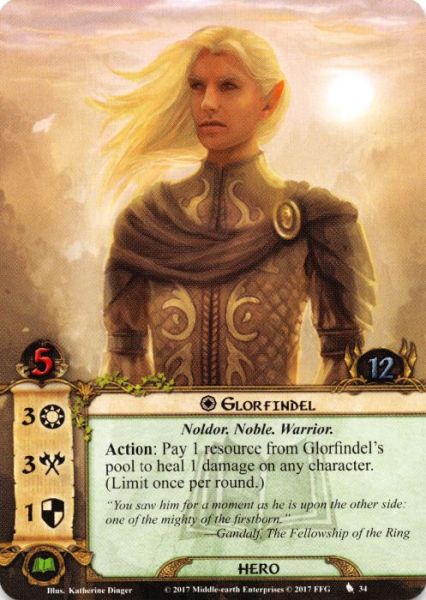 5
12
3
3
1
GLORFINDEL
Noldor. Noble. Warrior.
Action: Pay 1 resource from Glorfindel's
pool to heal 1 damage on any character.
(Limit once per round.)
"You saw him for a moment as he is upon the other side:
one of the mighty of the firstborn."
—Gandalf, The Fellowship of the Ring
HERO
Illus. Katherine Dinger © 2017 Middle-earth Enterprises © 2017 FFG 34